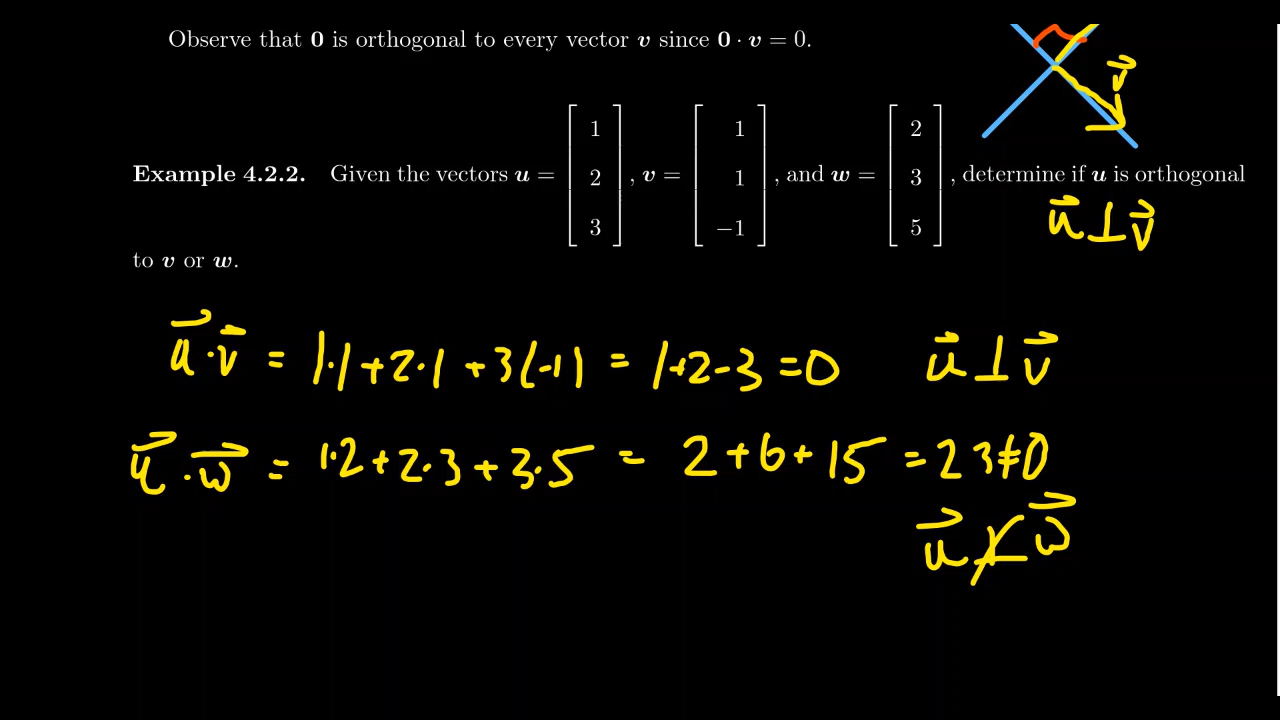 Observe that 0 is orthogonal to every vector v since 0 · v = 0.
v⃗
Example 4.2.2. Given the vectors u = [1 2 3], v = [1 1 −1], and w = [2 3 5], determine if u is orthogonal
u⃗ ⊥ v⃗
to v or w.
u⃗ · v⃗ = 1·1 + 2·1 + 3(-1) = 1+2-3 = 0 u⃗ ⊥ v⃗
u⃗ · w⃗ = 1·2 + 2·3 + 3·5 = 2 + 6 + 15 = 23 ≠ 0
u⃗ ⊥̸ w⃗